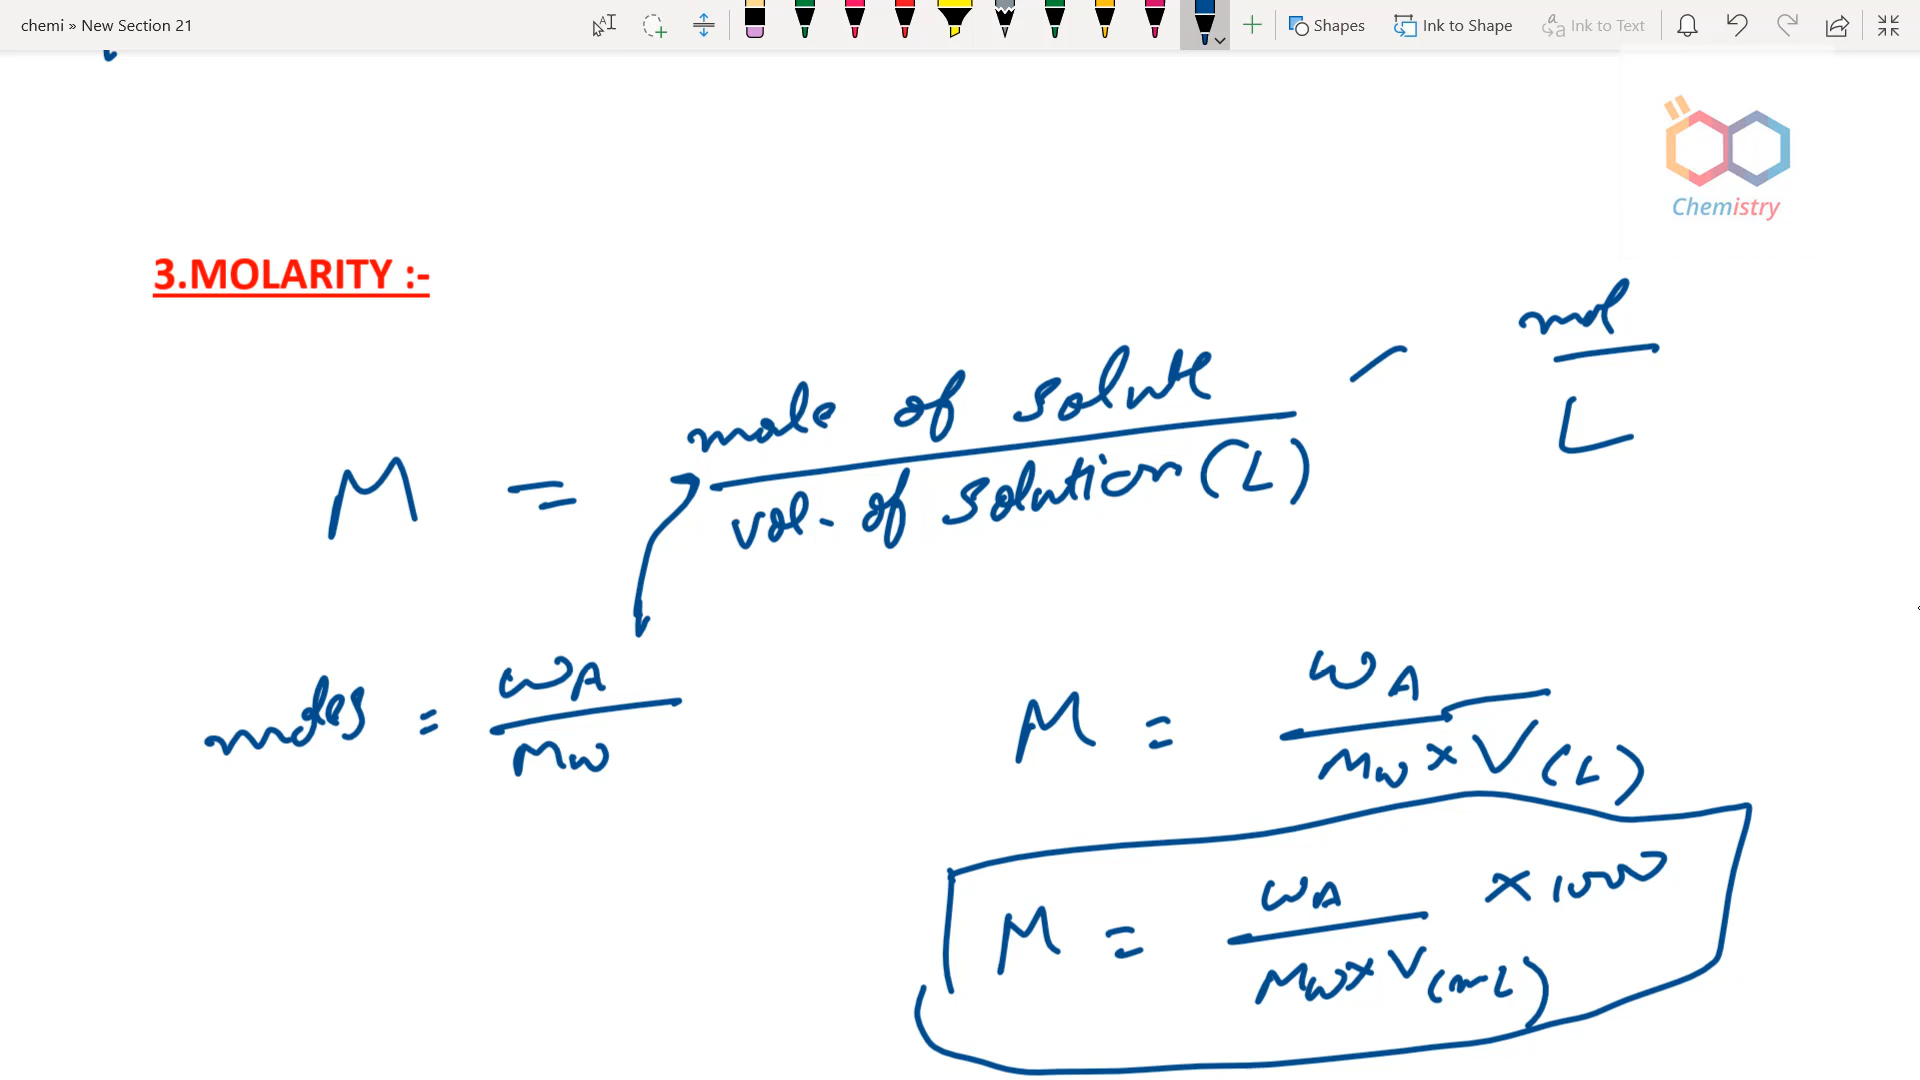 chemi » New Section 21
Shapes
Ink to Shape
Ink to Text
Chemistry
3.MOLARITY :-
M = mole of solute / vol. of solution (L) - mol / L
moles = WA / Mw
M = WA / Mw × V(L)
M = WA / Mw × V(mL) × 1000